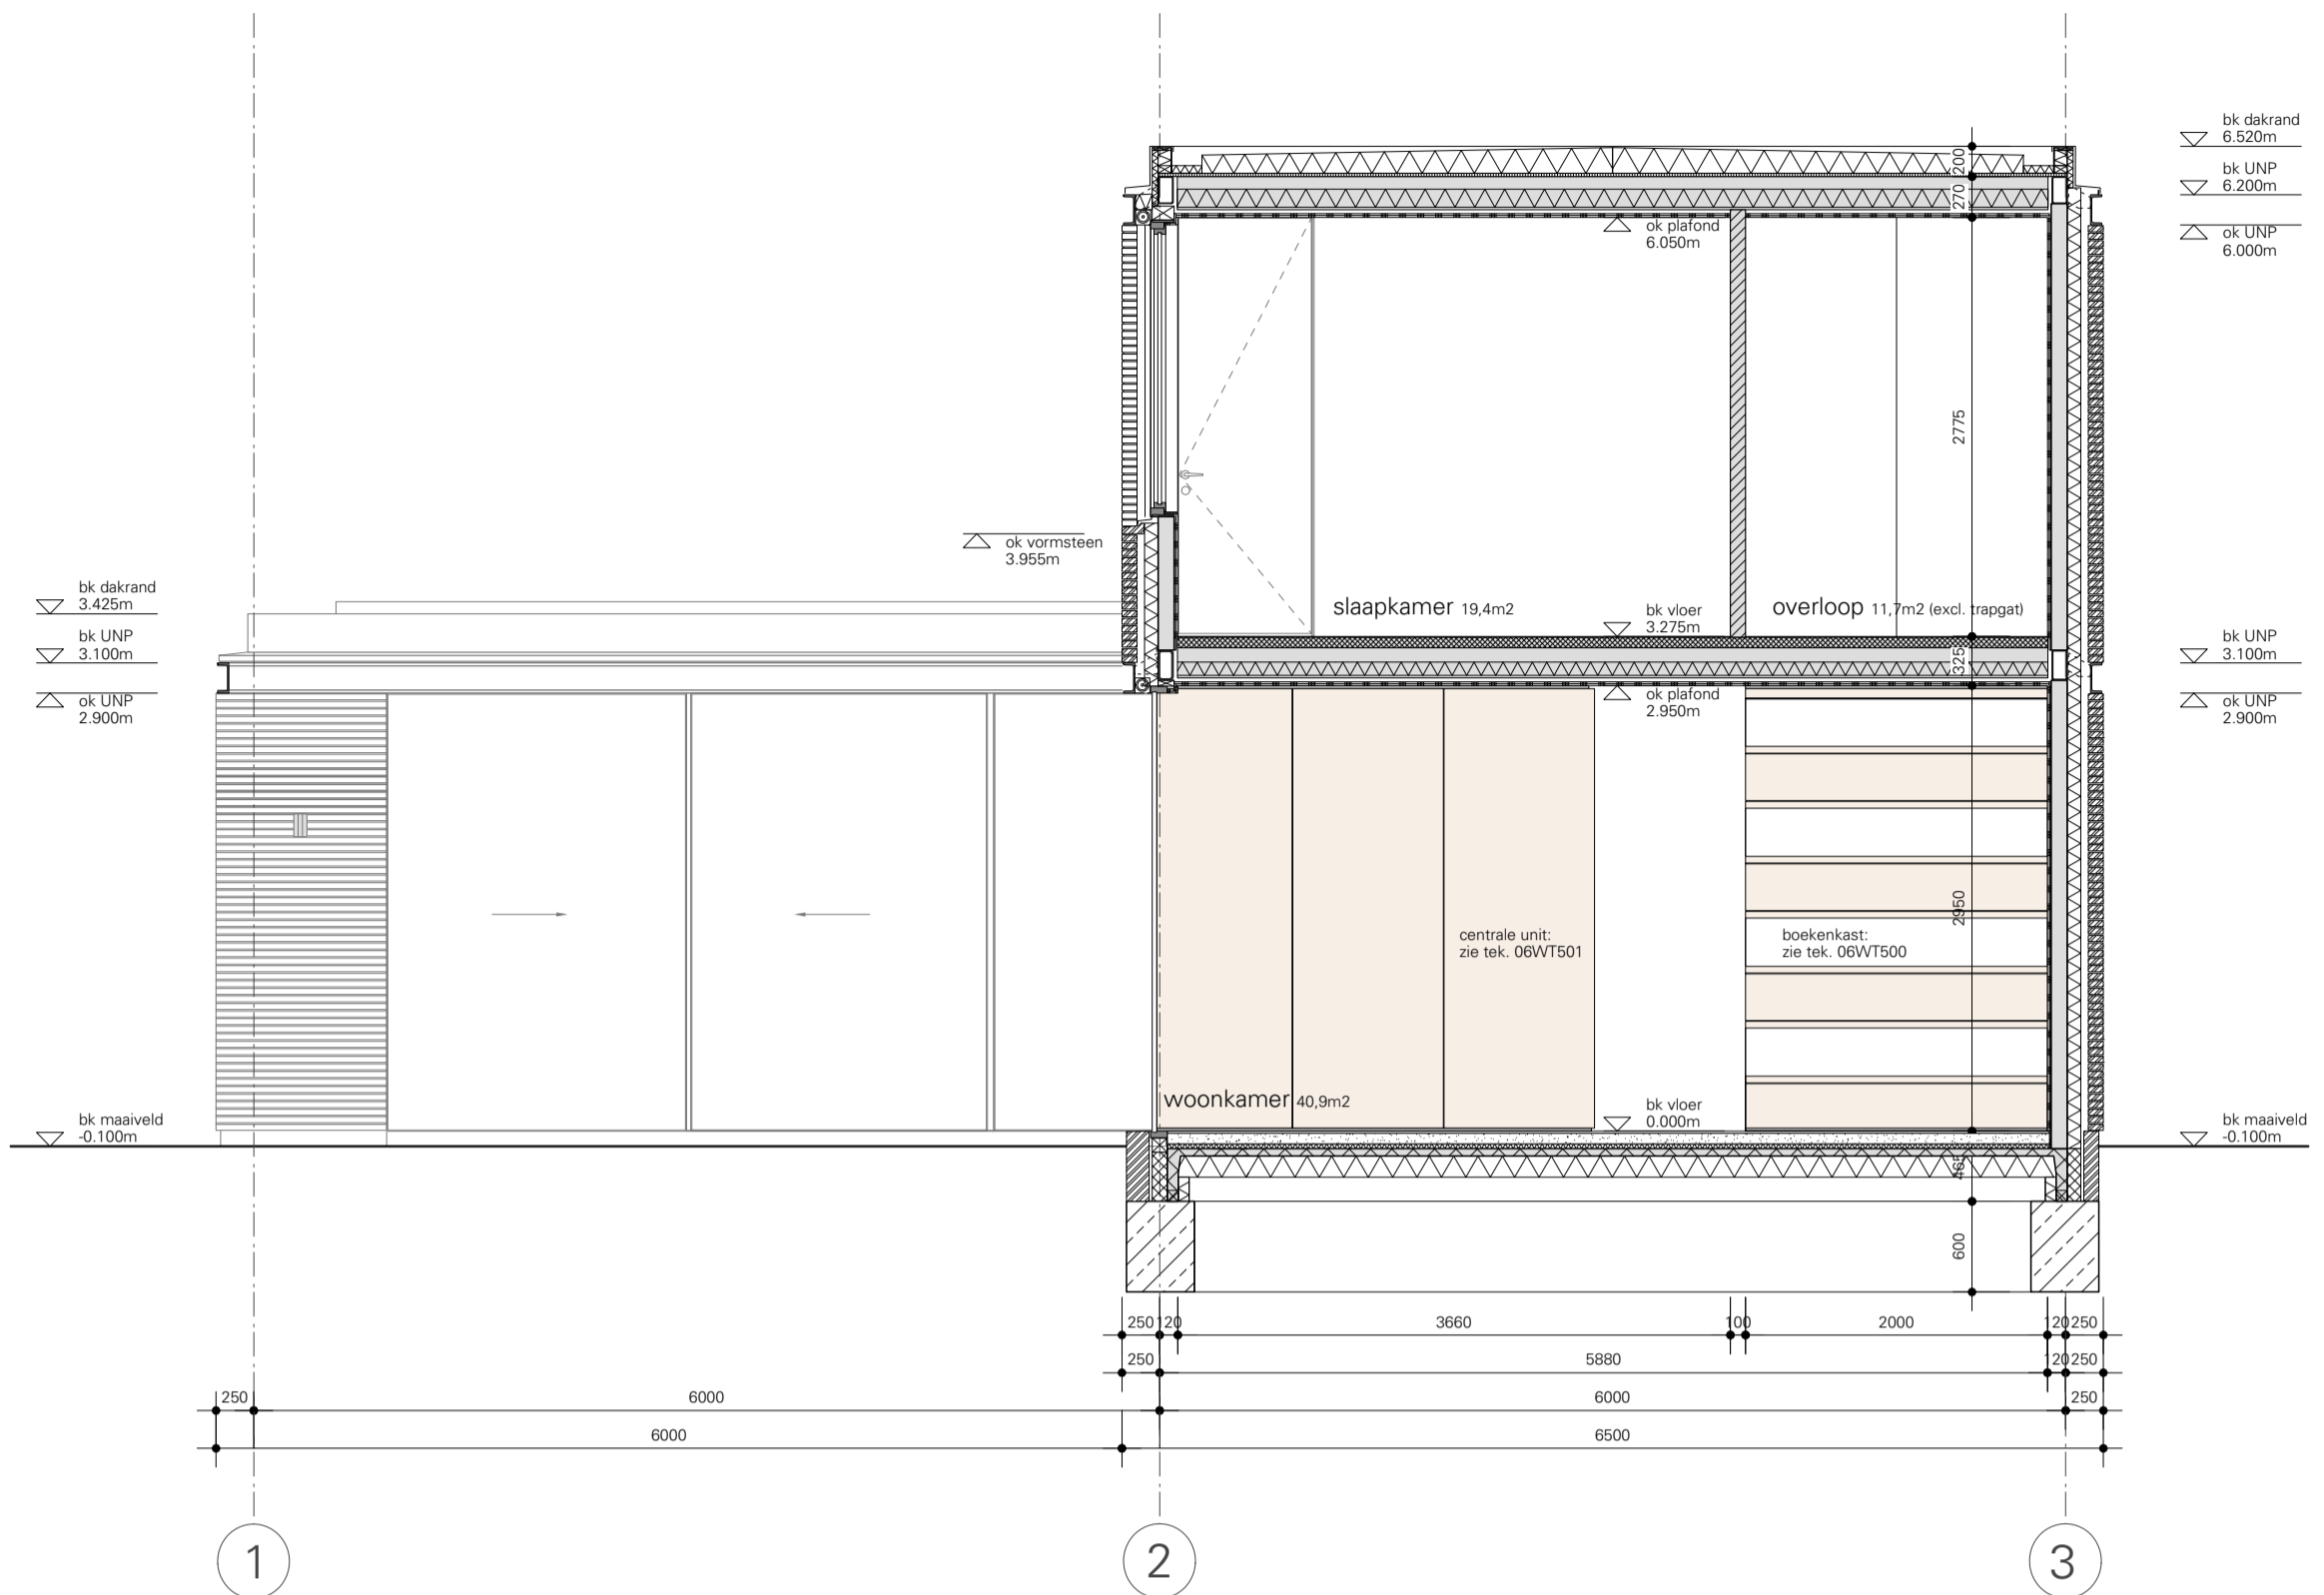 bk dakrand
6.520m
bk UNP
6.200m
ok UNP
6.000m
ok plafond
6.050m
200
270
2775
ok vormsteen
3.955m
bk dakrand
3.425m
bk UNP
3.100m
ok UNP
2.900m
slaapkamer 19,4m2
bk vloer
3.275m
overloop 11,7m2 (excl. trapgat)
325
ok plafond
2.950m
bk UNP
3.100m
ok UNP
2.900m
2950
centrale unit:
zie tek. 06WT501
boekenkast:
zie tek. 06WT500
woonkamer 40,9m2
bk vloer
0.000m
bk maaiveld
-0.100m
bk maaiveld
-0.100m
465
600
250 120 3660 100 2000 120 250
250 5880 120 250
250 6000 6000 250
6000 6500
1 2 3